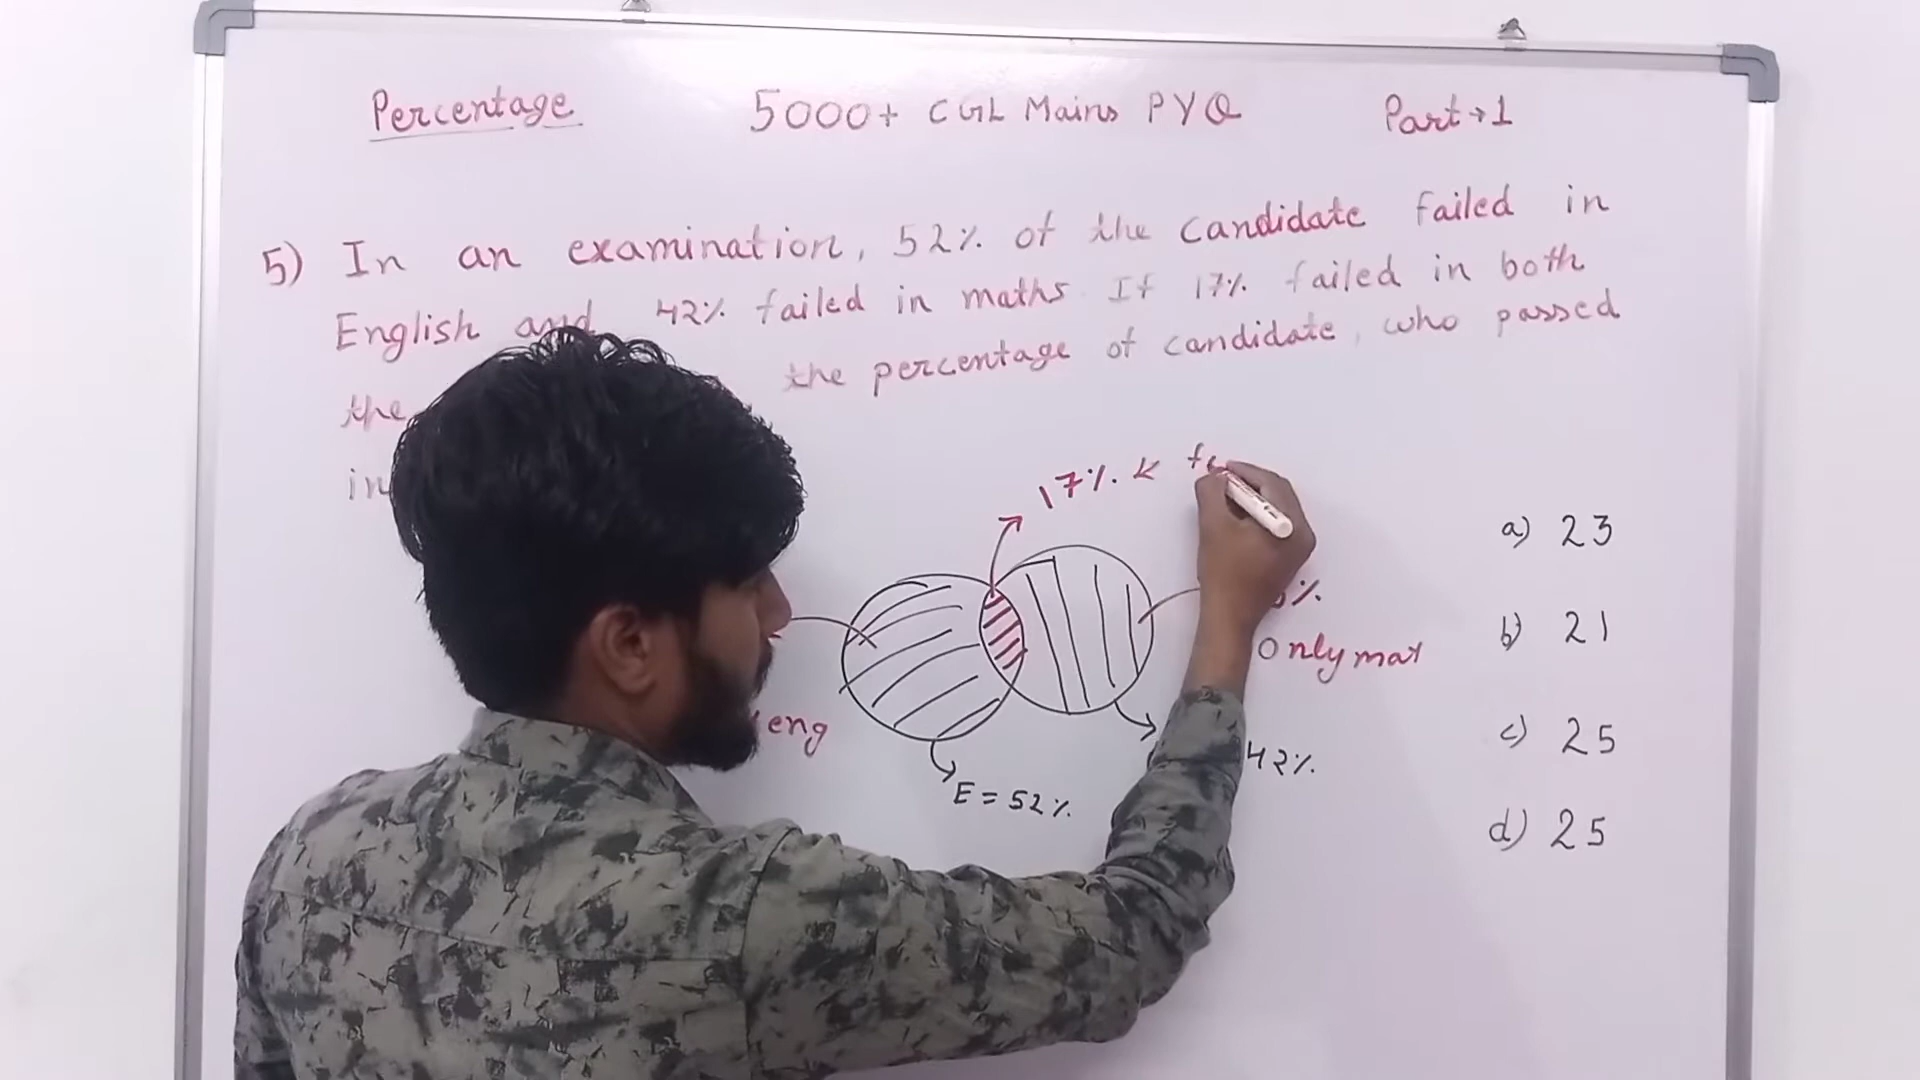 Percentage 5000+ CGL Mains PYQ Part → 1
5) In an examination, 52% of the candidate failed in
English and 42% failed in maths. If 17% failed in both
the the percentage of candidate, who passed
in
17%
a) 23
%
only mat
b) 21
eng
c) 25
42%
E = 52%
d) 25